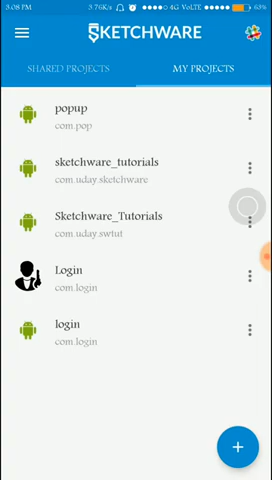 3:08 PM 3.76K/s 4G VoLTE 63%
SKETCHWARE
SHARED PROJECTS MY PROJECTS
popup
com.pop
sketchware_tutorials
com.uday.sketchware
Sketchware_Tutorials
com.uday.swtut
Login
com.login
login
com.login